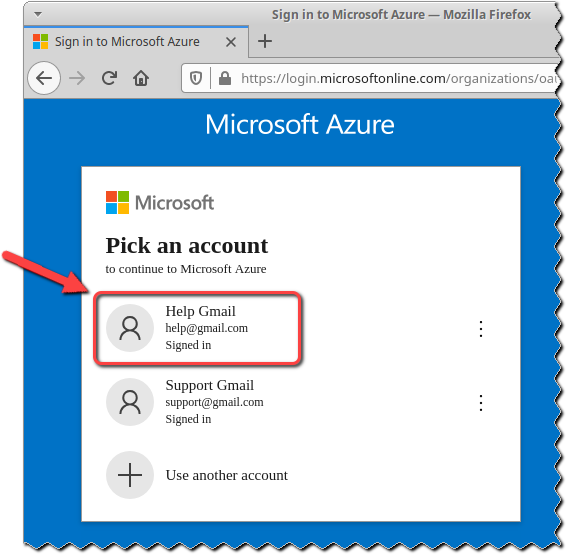 Sign in to Microsoft Azure — Mozilla Firefox
Sign in to Microsoft Azure
https://login.microsoftonline.com/organizations/oau
Microsoft Azure
Microsoft
Pick an account
to continue to Microsoft Azure
Help Gmail
help@gmail.com
Signed in
Support Gmail
support@gmail.com
Signed in
Use another account